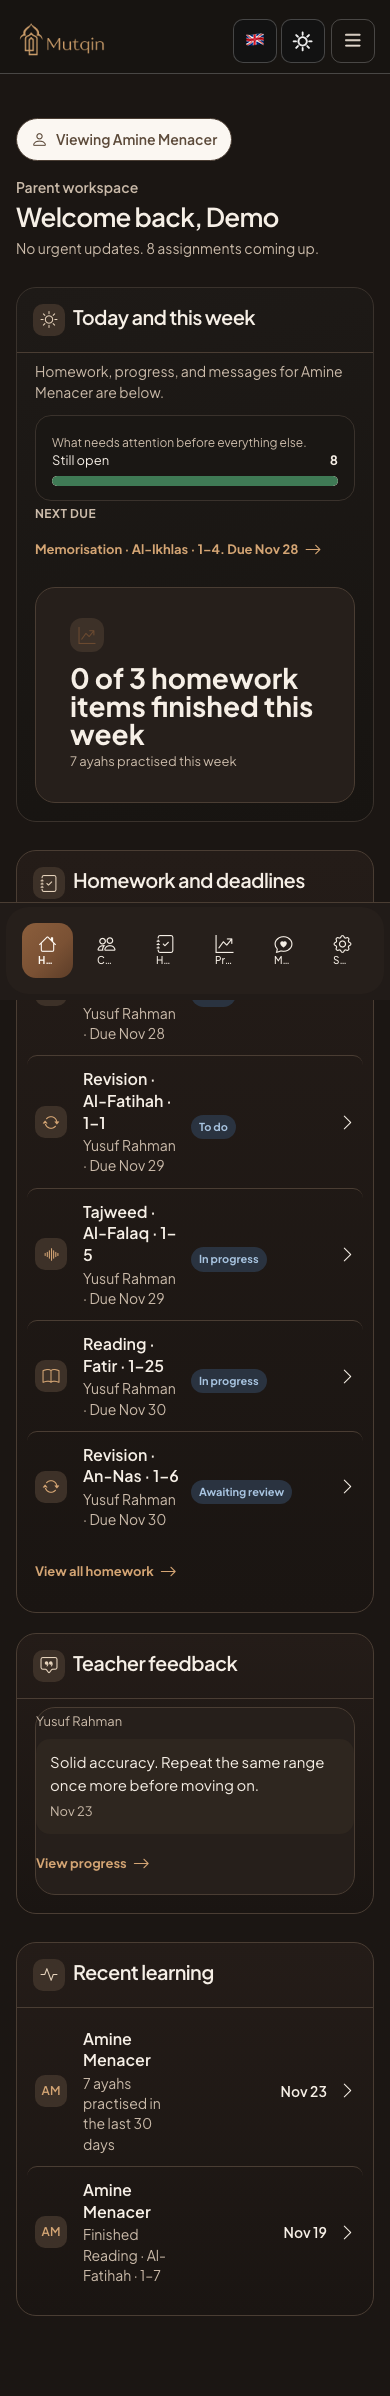 Mutqin
Viewing Amine Menacer
Parent workspace
Welcome back, Demo
No urgent updates. 8 assignments coming up.
Today and this week
Homework, progress, and messages for Amine
Menacer are below.
What needs attention before everything else.
Still open 8
NEXT DUE
Memorisation · Al-Ikhlas · 1–4. Due Nov 28
0 of 3 homework
items finished this
week
7 ayahs practised this week
Homework and deadlines
H...
C...
H...
Pr...
M...
S...
Yusuf Rahman
· Due Nov 28
Revision ·
Al-Fatihah ·
1–1
Yusuf Rahman
· Due Nov 29
To do
Tajweed ·
Al-Falaq · 1–
5
Yusuf Rahman
· Due Nov 29
In progress
Reading ·
Fatir · 1–25
Yusuf Rahman
· Due Nov 30
In progress
Revision ·
An-Nas · 1–6
Yusuf Rahman
· Due Nov 30
Awaiting review
View all homework
Teacher feedback
Yusuf Rahman
Solid accuracy. Repeat the same range
once more before moving on.
Nov 23
View progress
Recent learning
AM
Amine
Menacer
7 ayahs
practised in
the last 30
days
Nov 23
AM
Amine
Menacer
Finished
Reading · Al-
Fatihah · 1–7
Nov 19